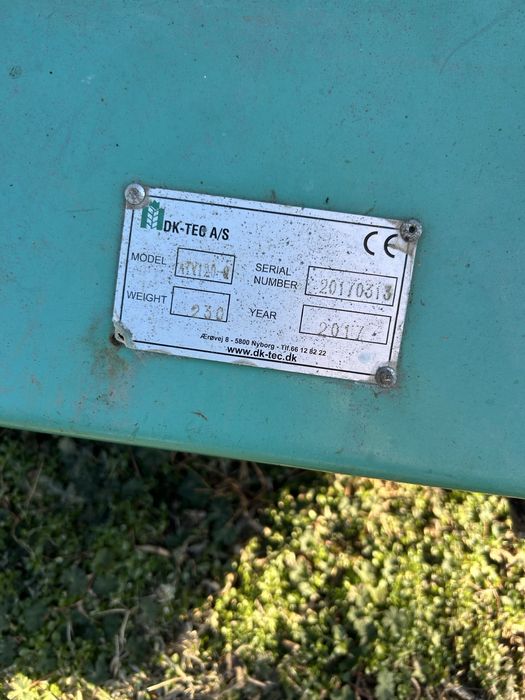 DK-TEC A/S
CE
MODEL ATV120-Q SERIAL NUMBER 20170313
WEIGHT 230 YEAR 2017
Ærøvej 8 - 5800 Nyborg - Tlf.66 12 82 22
www.dk-tec.dk